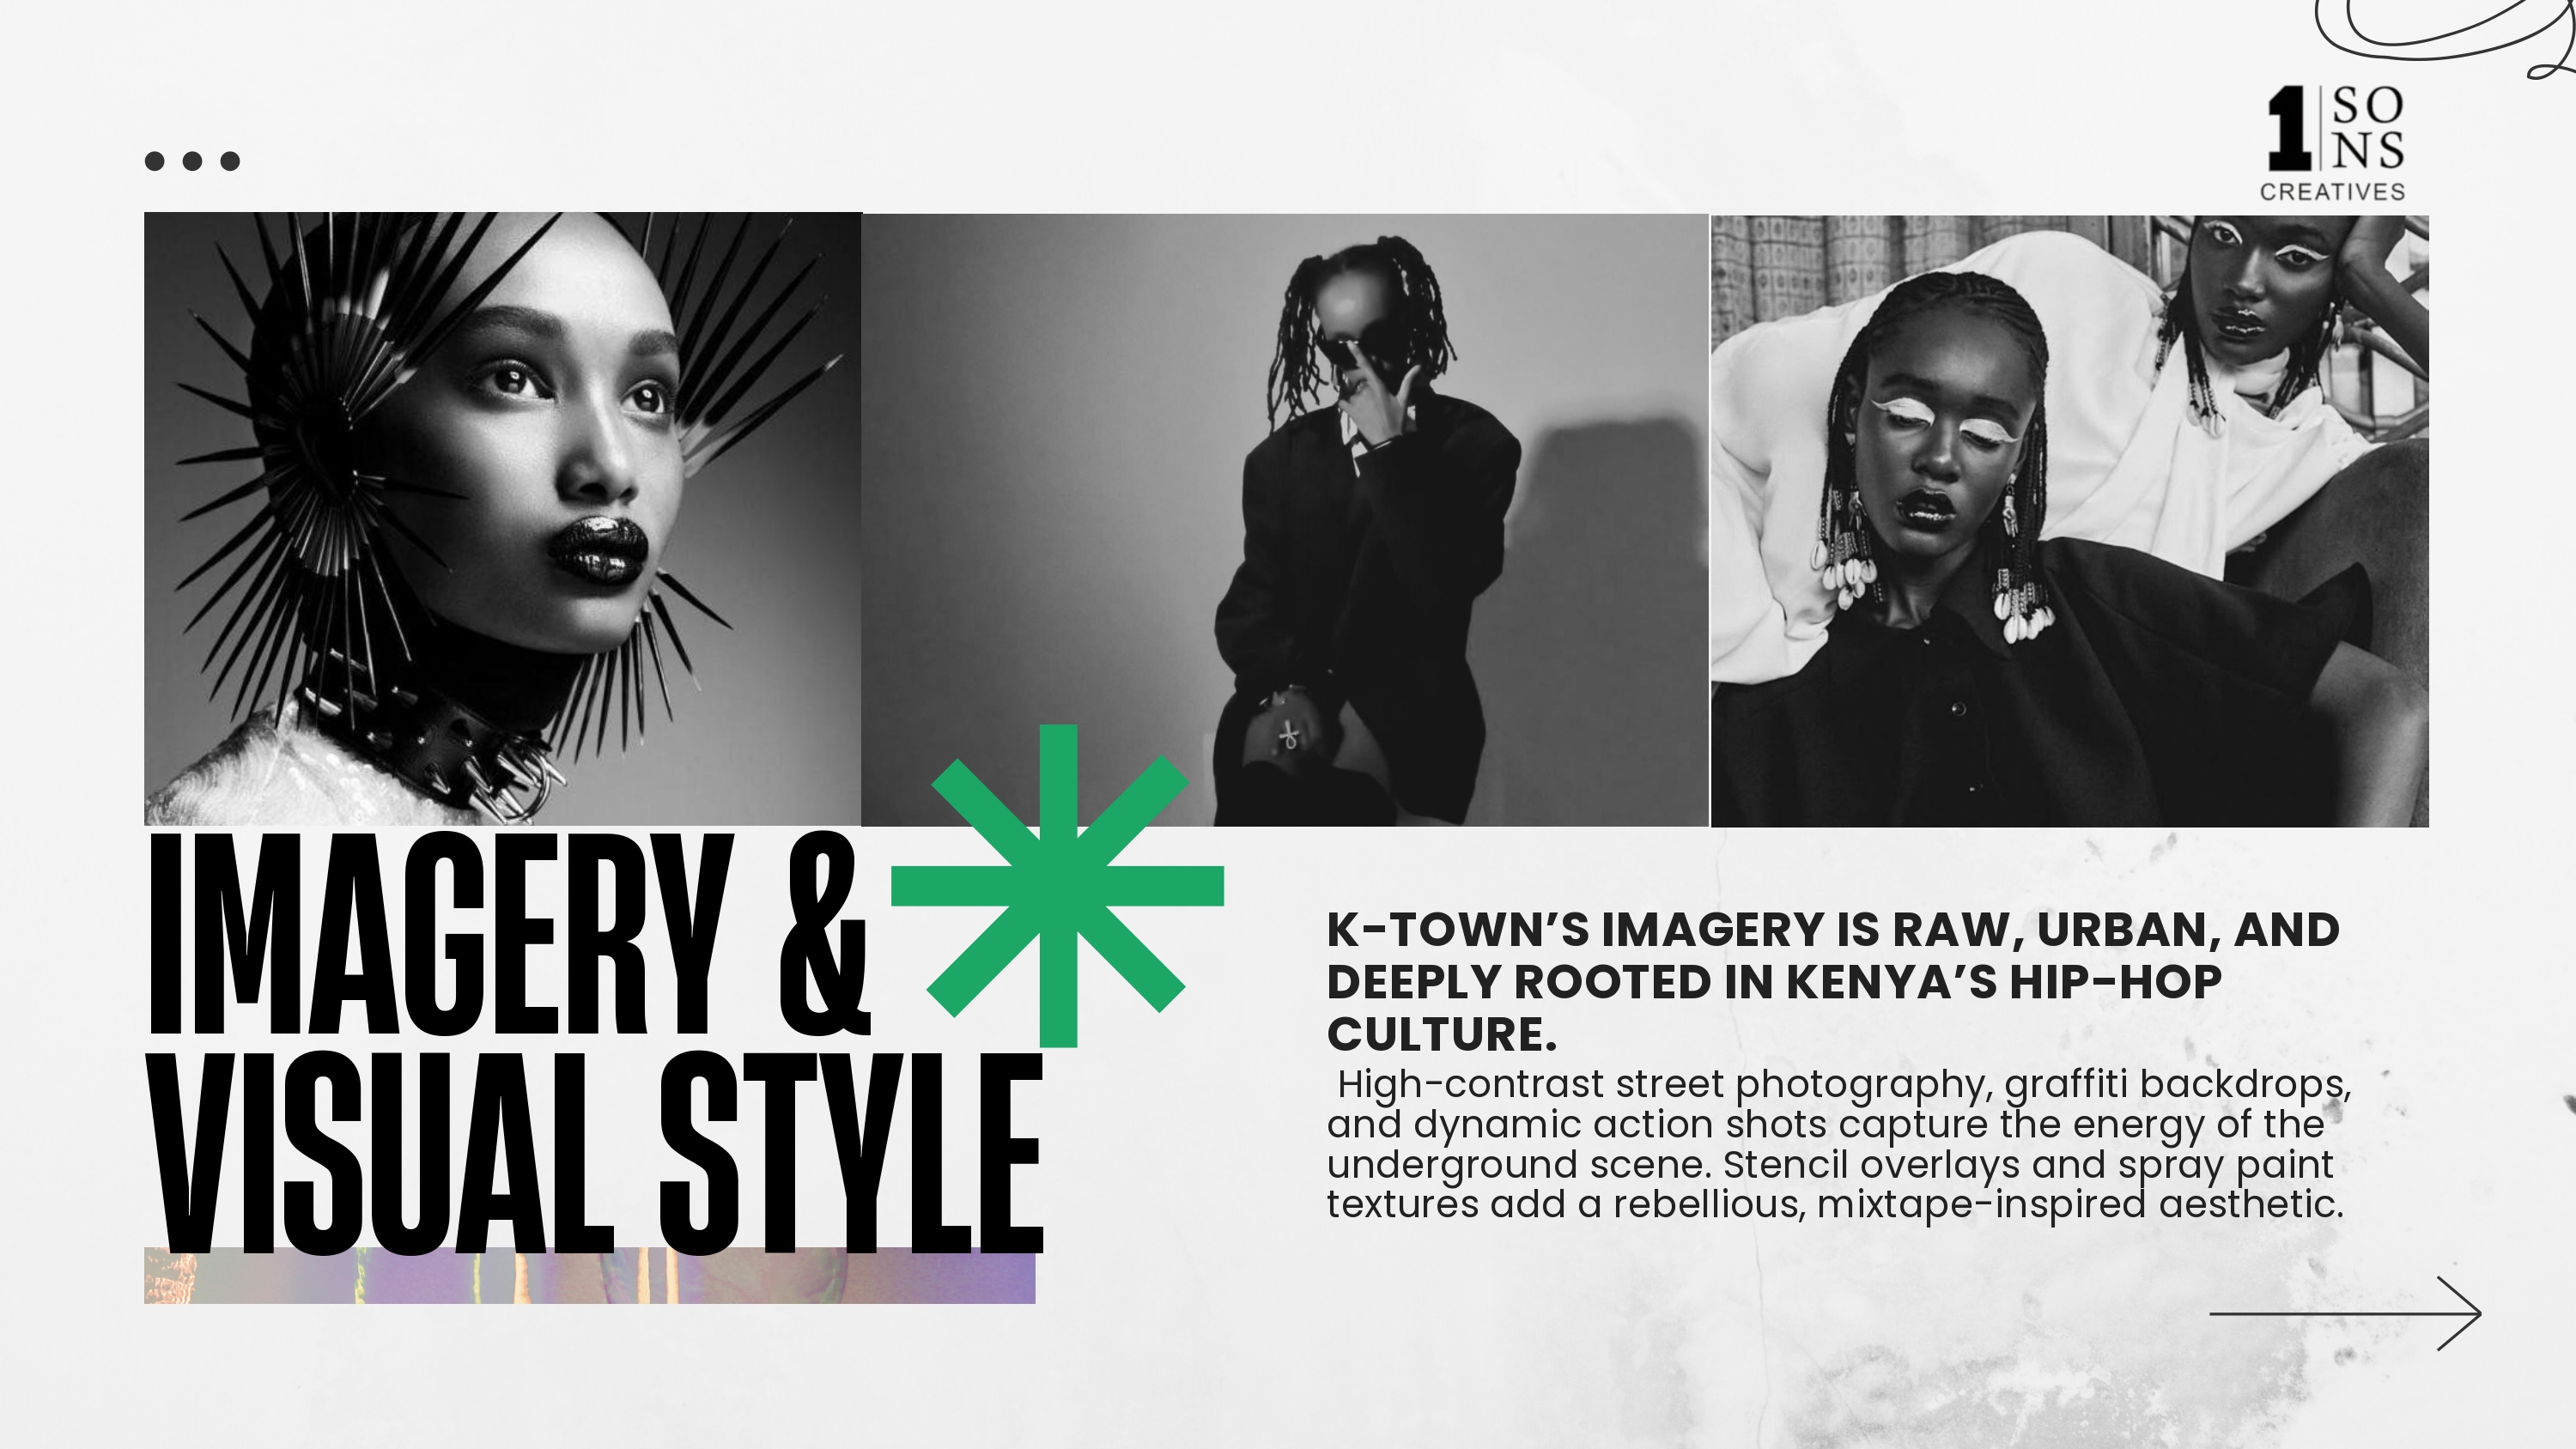 1 SO
NS
CREATIVES
IMAGERY &
VISUAL STYLE
K-TOWN’S IMAGERY IS RAW, URBAN, AND
DEEPLY ROOTED IN KENYA’S HIP-HOP
CULTURE.
High-contrast street photography, graffiti backdrops,
and dynamic action shots capture the energy of the
underground scene. Stencil overlays and spray paint
textures add a rebellious, mixtape-inspired aesthetic.